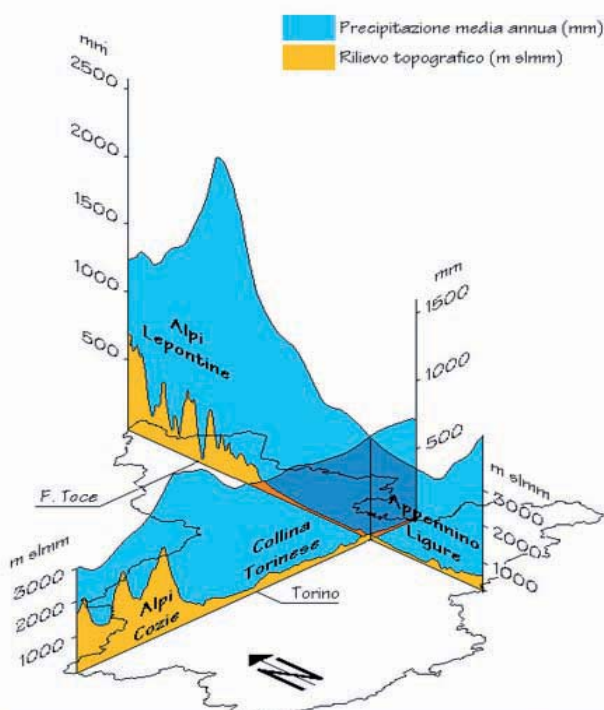 Precipitazione media annua (mm)
Rilievo topografico (m slmm)
mm
2500
2000
1500
1000
500
Alpi
Lepontine
mm
1500
1000
500
m slmm
3000
2000
1000
Appennino
Ligure
F. Toce
Collina
Torinese
Torino
m slmm
3000
2000
1000
Alpi
Cozie
N